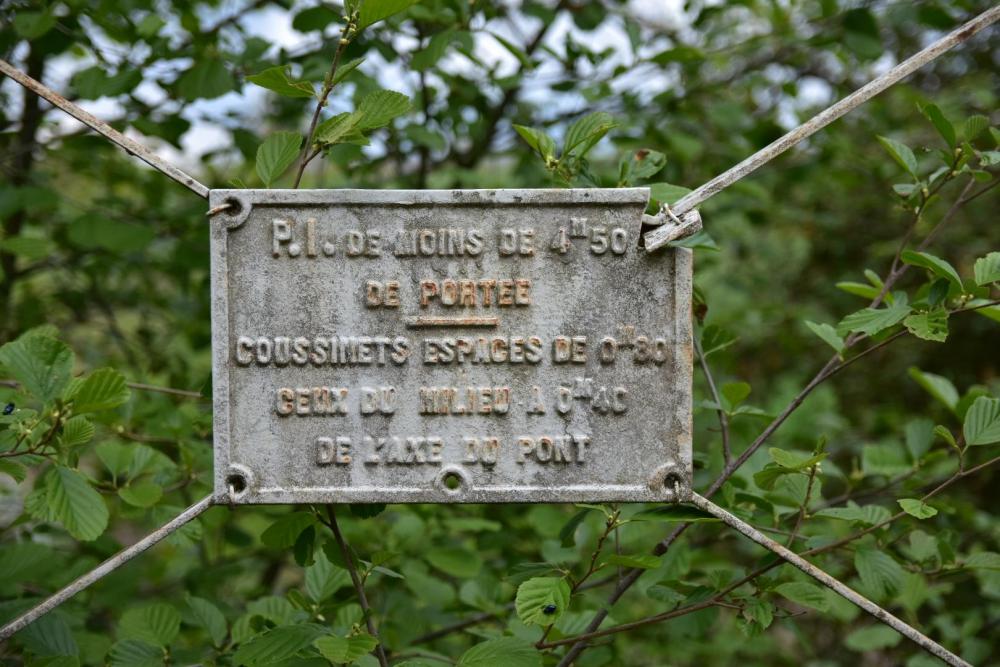 P.I. DE MOINS DE 4M50
DE PORTEE
COUSSINETS ESPACES DE 0M80
CEUX DU MILIEU A 0M40
DE L'AXE DU PONT